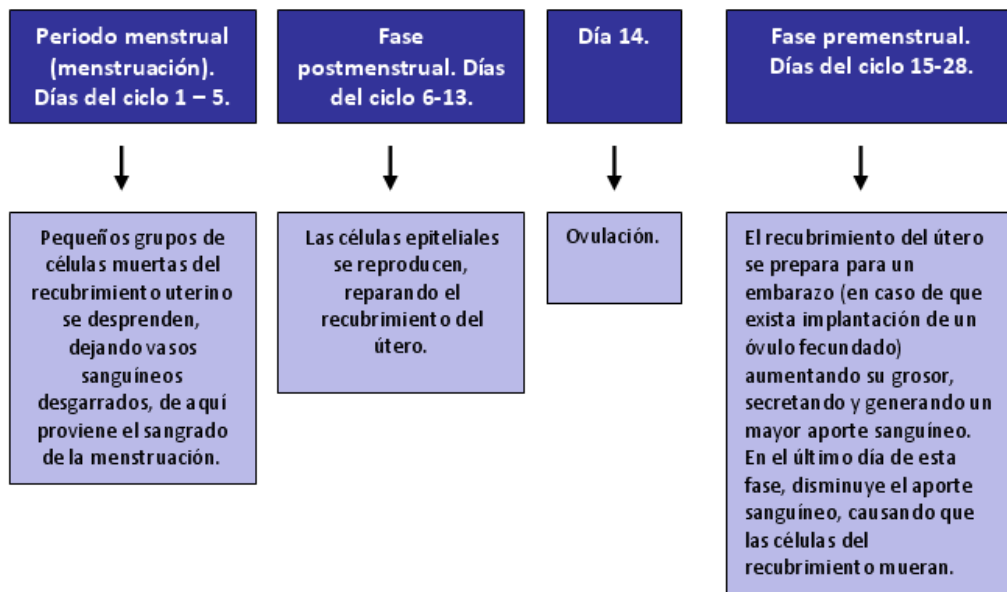 Periodo menstrual
(menstruación).
Días del ciclo 1 – 5.
Pequeños grupos de
células muertas del
recubrimiento uterino
se desprenden,
dejando vasos
sanguíneos
desgarrados, de aquí
proviene el sangrado
de la menstruación.
Fase
postmenstrual. Días
del ciclo 6-13.
Las células epiteliales
se reproducen,
reparando el
recubrimiento del
útero.
Día 14.
Ovulación.
Fase premenstrual.
Días del ciclo 15-28.
El recubrimiento del útero
se prepara para un
embarazo (en caso de que
exista implantación de un
óvulo fecundado)
aumentando su grosor,
secretando y generando un
mayor aporte sanguíneo.
En el último día de esta
fase, disminuye el aporte
sanguíneo, causando que
las células del
recubrimiento mueran.